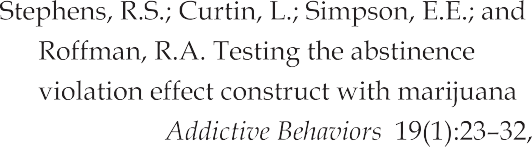 Stephens, R.S.; Curtin, L.; Simpson, E.E.; and
Roffman, R.A. Testing the abstinence
violation effect construct with marijuana
Addictive Behaviors 19(1):23–32,